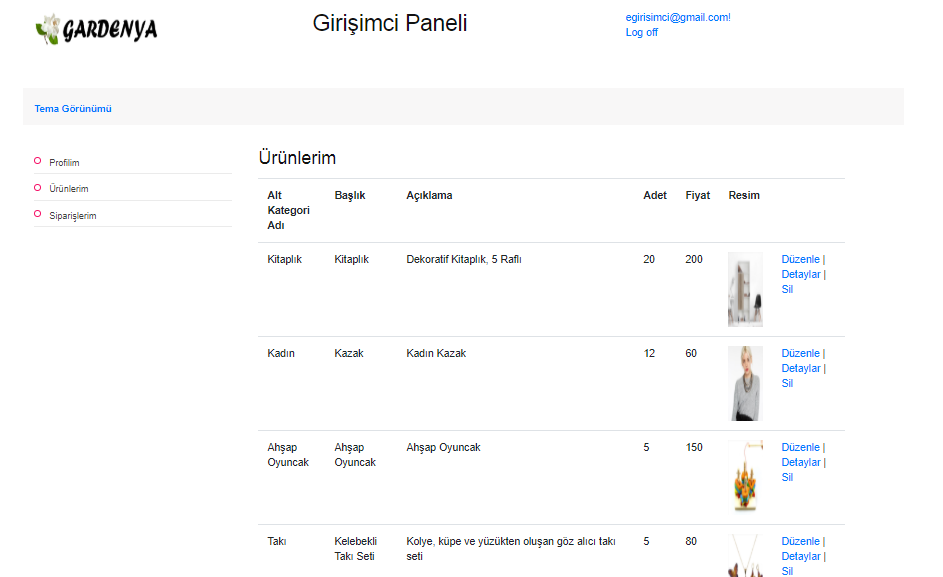 GARDENYA
Girişimci Paneli
egirisimci@gmail.com!
Log off
Tema Görünümü
Profilim
Ürünlerim
Siparişlerim
Ürünlerim
Alt Kategori Adı Başlık Açıklama Adet Fiyat Resim
Kitaplık Kitaplık Dekoratif Kitaplık, 5 Raflı 20 200 Düzenle | Detaylar | Sil
Kadın Kazak Kadın Kazak 12 60 Düzenle | Detaylar | Sil
Ahşap Oyuncak Ahşap Oyuncak Ahşap Oyuncak 5 150 Düzenle | Detaylar | Sil
Takı Kelebekli Takı Seti Kolye, küpe ve yüzükten oluşan göz alıcı takı seti 5 80 Düzenle | Detaylar | Sil